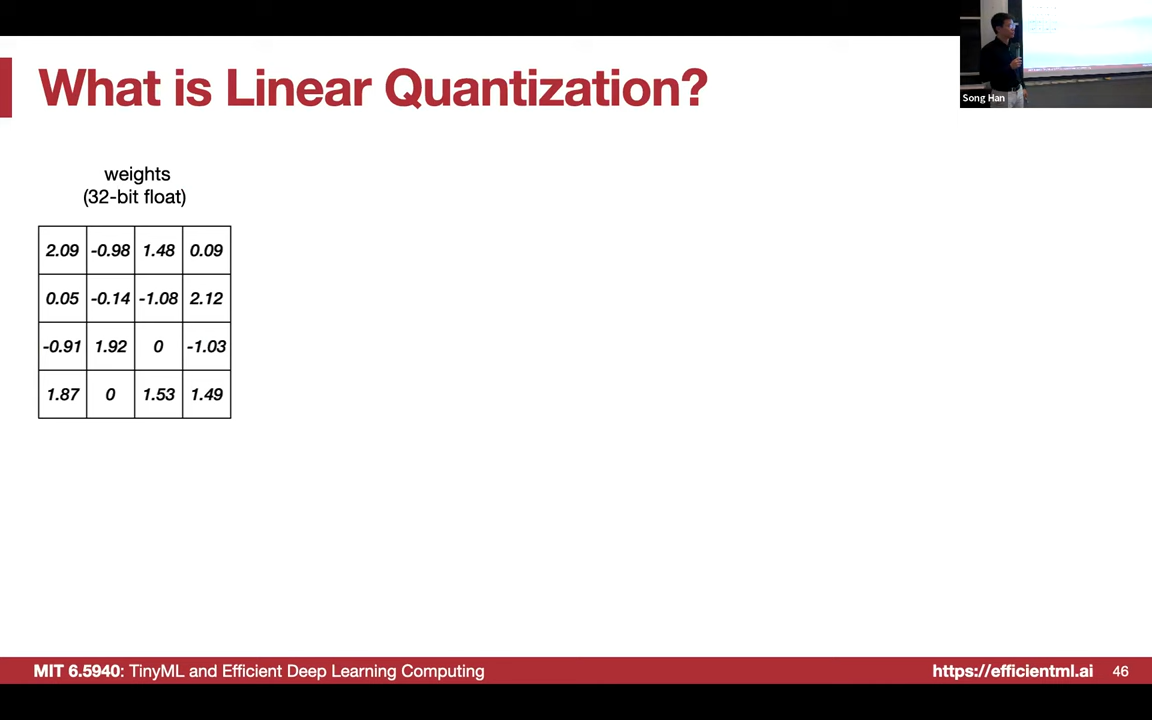 What is Linear Quantization?
Song Han
weights
(32-bit float)
2.09 -0.98 1.48 0.09
0.05 -0.14 -1.08 2.12
-0.91 1.92 0 -1.03
1.87 0 1.53 1.49
MIT 6.5940: TinyML and Efficient Deep Learning Computing
https://efficientml.ai 46